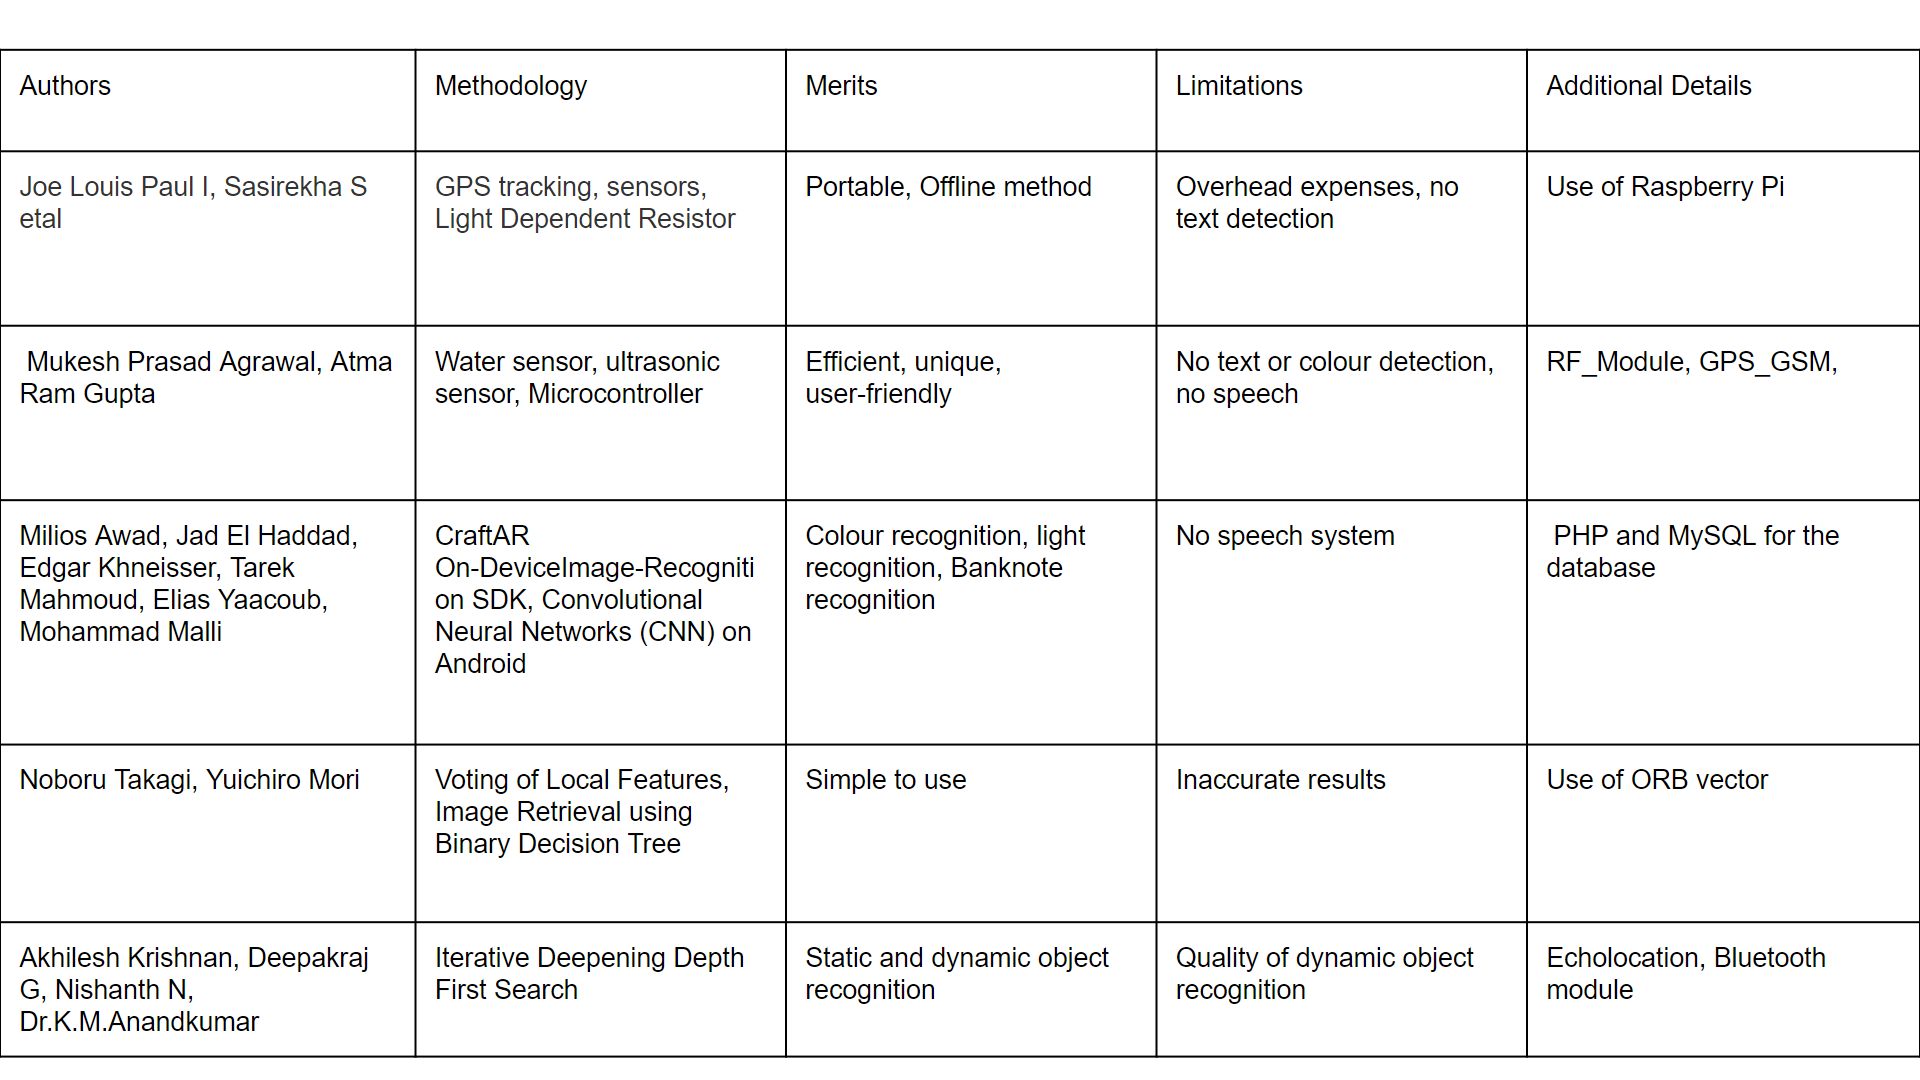 Authors
Methodology
Merits
Limitations
Additional Details
Joe Louis Paul I, Sasirekha S
etal
GPS tracking, sensors,
Light Dependent Resistor
Portable, Offline method
Overhead expenses, no
text detection
Use of Raspberry Pi
Mukesh Prasad Agrawal, Atma
Ram Gupta
Water sensor, ultrasonic
sensor, Microcontroller
Efficient, unique,
user-friendly
No text or colour detection,
no speech
RF_Module, GPS_GSM,
Milios Awad, Jad El Haddad,
Edgar Khneisser, Tarek
Mahmoud, Elias Yaacoub,
Mohammad Malli
CraftAR
On-DeviceImage-Recogniti
on SDK, Convolutional
Neural Networks (CNN) on
Android
Colour recognition, light
recognition, Banknote
recognition
No speech system
PHP and MySQL for the
database
Noboru Takagi, Yuichiro Mori
Voting of Local Features,
Image Retrieval using
Binary Decision Tree
Simple to use
Inaccurate results
Use of ORB vector
Akhilesh Krishnan, Deepakraj
G, Nishanth N,
Dr.K.M.Anandkumar
Iterative Deepening Depth
First Search
Static and dynamic object
recognition
Quality of dynamic object
recognition
Echolocation, Bluetooth
module